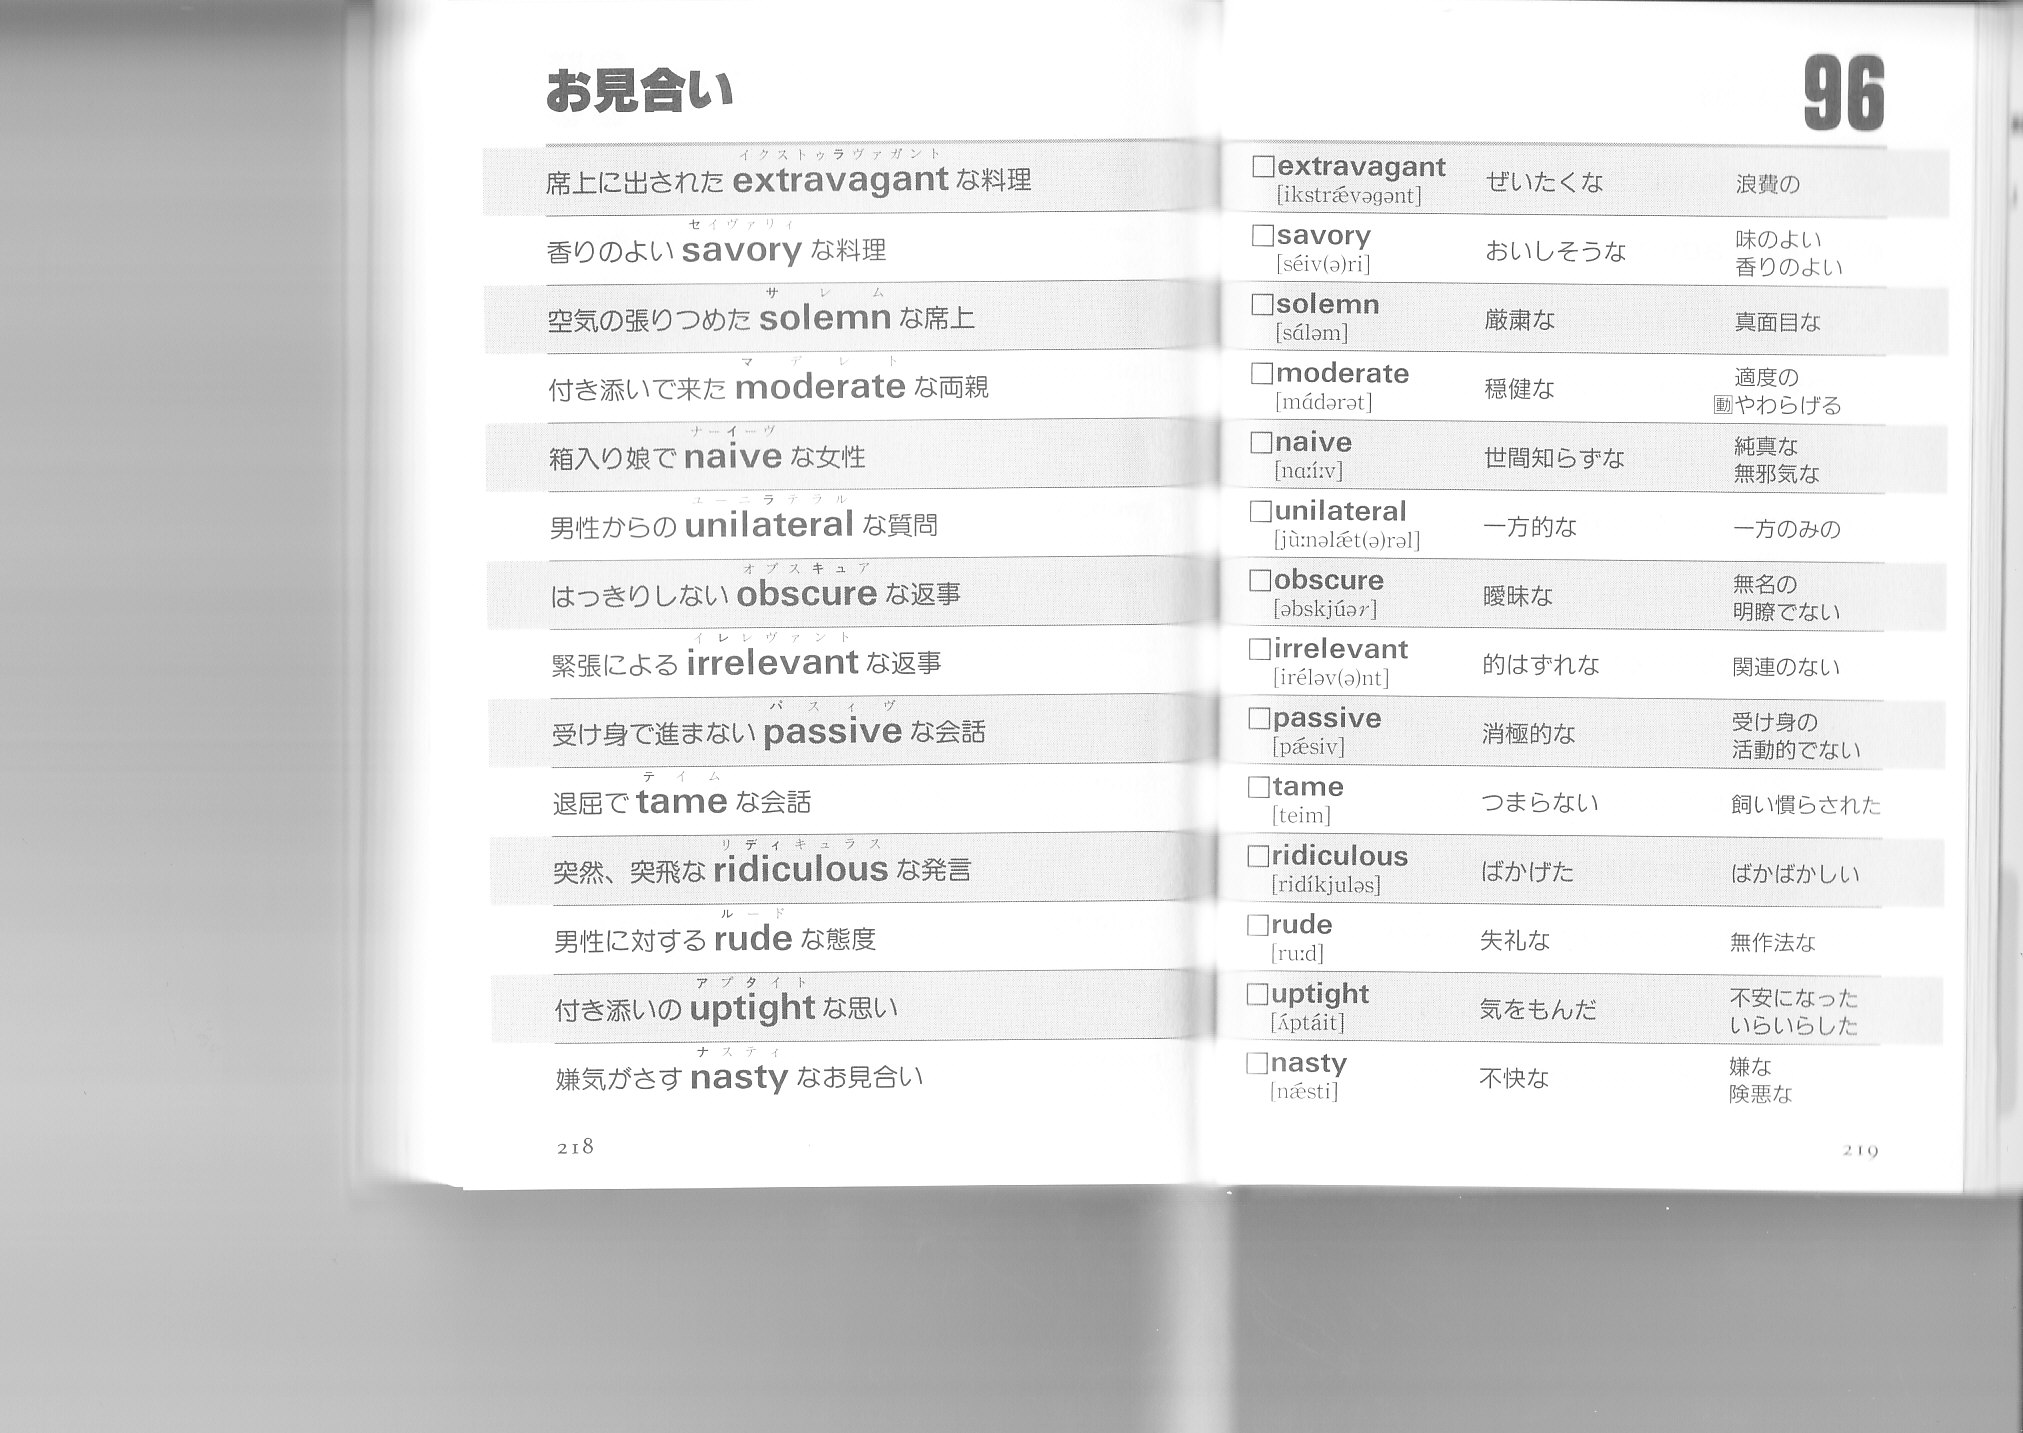 お見合い
イクストゥラヴァガント
席上に出された extravagant な料理
セイヴァリィ
香りのよい savory な料理
サレム
空気の張りつめた solemn な席上
マデレト
付き添いで来た moderate な両親
ナーイーヴ
箱入り娘で naive な女性
ユーニラテラル
男性からの unilateral な質問
オブスキュア
はっきりしない obscure な返事
イレレヴァント
緊張による irrelevant な返事
パスィヴ
受け身で進まない passive な会話
テイム
退屈で tame な会話
リディキュラス
突然、突飛な ridiculous な発言
ルード
男性に対する rude な態度
アプタイト
付き添いの uptight な思い
ナスティ
嫌気がさす nasty なお見合い
218
96
□extravagant ぜいたくな 浪費の
[ikstrǽvəgənt]
□savory おいしそうな 味のよい
[séiv(ə)ri] 香りのよい
□solemn 厳粛な 真面目な
[sáləm]
□moderate 穏健な 適度の
[mádərət] 動やわらげる
□naive 世間知らずな 純真な
[nɑːíːv] 無邪気な
□unilateral 一方的な 一方のみの
[jùːnəlǽt(ə)rəl]
□obscure 曖昧な 無名の
[əbskjúər] 明瞭でない
□irrelevant 的はずれな 関連のない
[iréləv(ə)nt]
□passive 消極的な 受け身の
[pǽsiv] 活動的でない
□tame つまらない 飼い慣らされた
[teim]
□ridiculous ばかげた ばかばかしい
[ridíkjuləs]
□rude 失礼な 無作法な
[ruːd]
□uptight 気をもんだ 不安になった
[ʌ́ptáit] いらいらした
□nasty 不快な 嫌な
[nǽsti] 険悪な
219